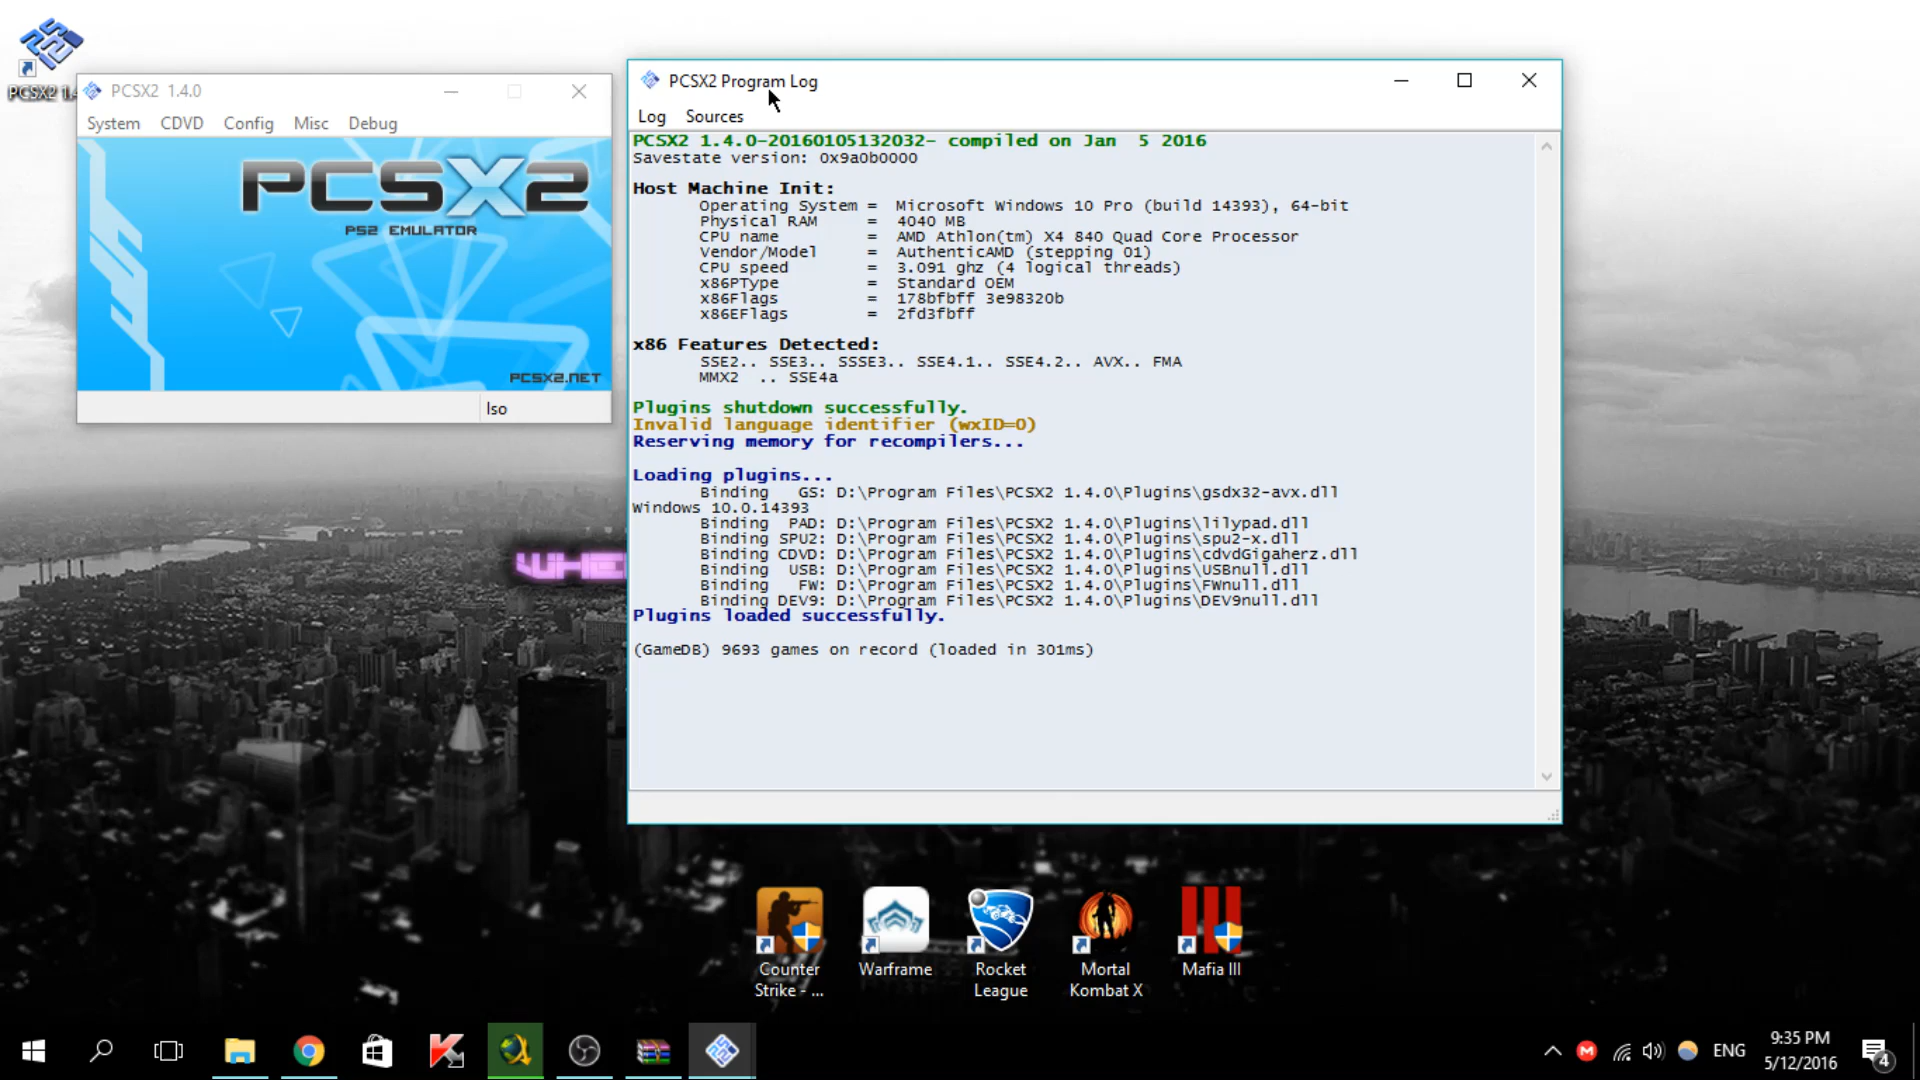 PCSX2 1.4
PCSX2 1.4.0
System CDVD Config Misc Debug
PCSX2
PS2 EMULATOR
PCSX2.NET
Iso
PCSX2 Program Log
Log Sources
PCSX2 1.4.0-20160105132032- compiled on Jan 5 2016
Savestate version: 0x9a0b0000
Host Machine Init:
Operating System = Microsoft Windows 10 Pro (build 14393), 64-bit
Physical RAM = 4040 MB
CPU name = AMD Athlon(tm) X4 840 Quad Core Processor
Vendor/Model = AuthenticAMD (stepping 01)
CPU speed = 3.091 ghz (4 logical threads)
x86PType = Standard OEM
x86Flags = 178bfbff 3e98320b
x86EFlags = 2fd3fbff
x86 Features Detected:
SSE2.. SSE3.. SSSE3.. SSE4.1.. SSE4.2.. AVX.. FMA
MMX2 .. SSE4a
Plugins shutdown successfully.
Invalid language identifier (wxID=0)
Reserving memory for recompilers...
Loading plugins...
Binding GS: D:\Program Files\PCSX2 1.4.0\Plugins\gsdx32-avx.dll
Windows 10.0.14393
Binding PAD: D:\Program Files\PCSX2 1.4.0\Plugins\lilypad.dll
Binding SPU2: D:\Program Files\PCSX2 1.4.0\Plugins\spu2-x.dll
Binding CDVD: D:\Program Files\PCSX2 1.4.0\Plugins\cdvdGigaherz.dll
Binding USB: D:\Program Files\PCSX2 1.4.0\Plugins\USBnull.dll
Binding FW: D:\Program Files\PCSX2 1.4.0\Plugins\FWnull.dll
Binding DEV9: D:\Program Files\PCSX2 1.4.0\Plugins\DEV9null.dll
Plugins loaded successfully.
(GameDB) 9693 games on record (loaded in 301ms)
WHE
Counter
Strike - ...
Warframe
Rocket
League
Mortal
Kombat X
Mafia III
ENG
9:35 PM
5/12/2016
4